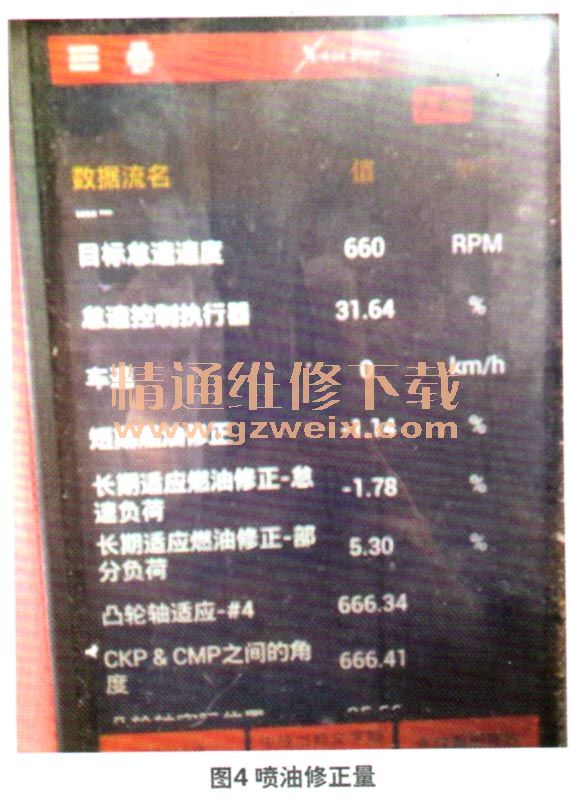 数据流名 值
目标怠速速度 660 RPM
怠速控制执行器 31.64 %
车速 0 km/h
精通维修下载
www.gzweix.com
修正 %
长期适应燃油修正-怠 -1.78 %
速负荷
长期适应燃油修正-部 5.30 %
分负荷
凸轮轴适应-#4 666.34
CKP & CMP之间的角 666.41
度
图4 喷油修正量